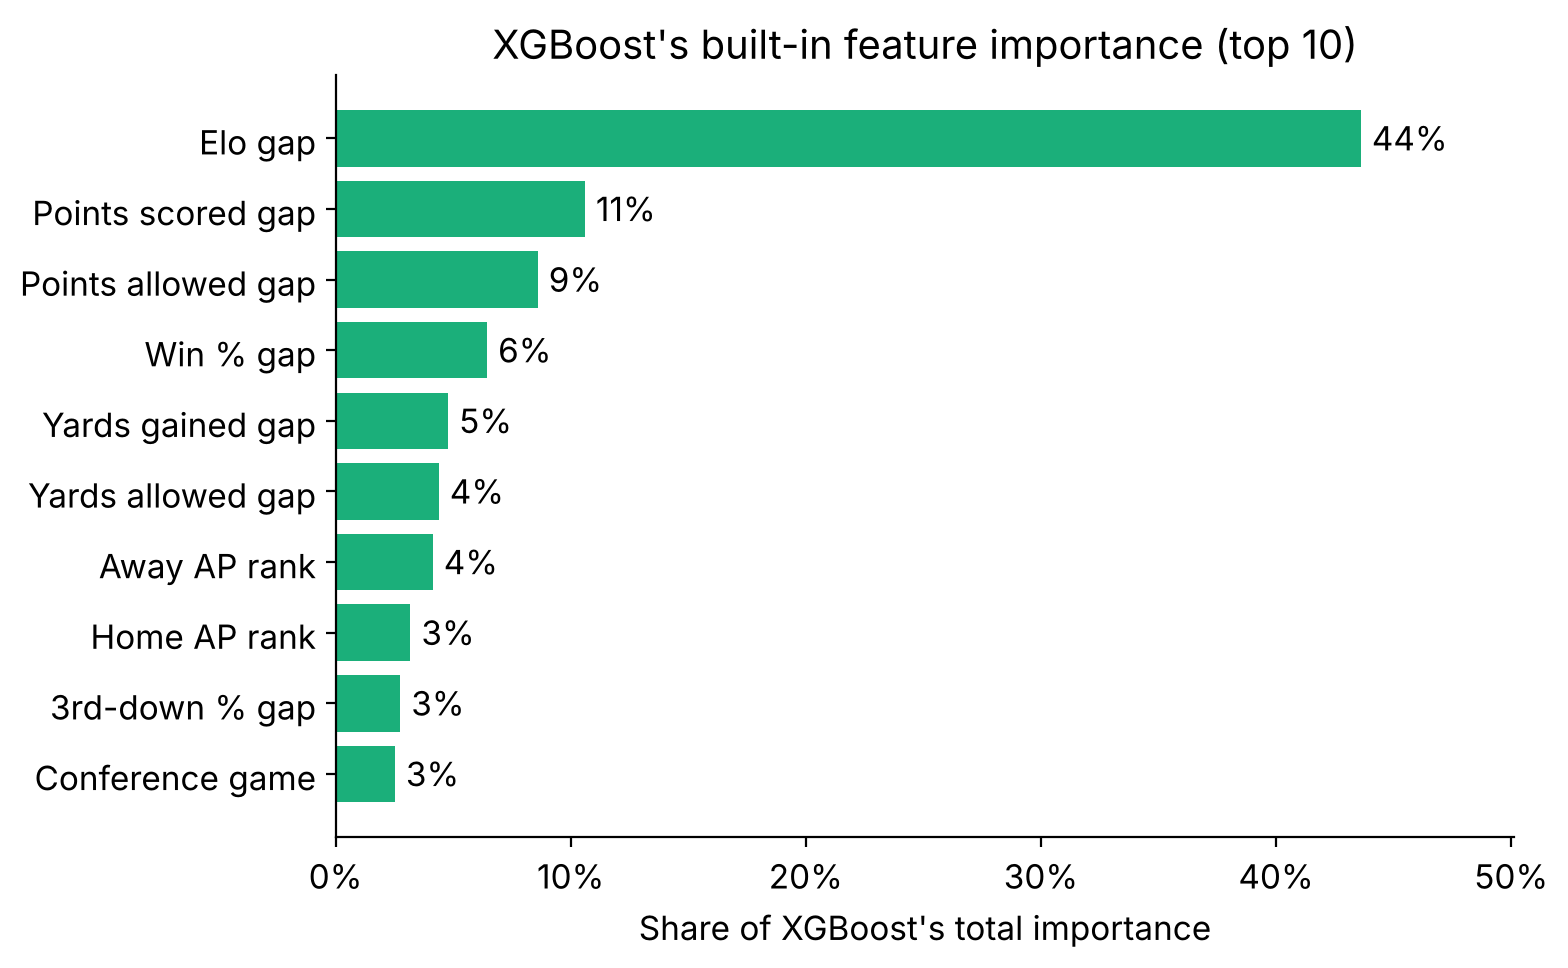 XGBoost's built-in feature importance (top 10)
Elo gap 44%
Points scored gap 11%
Points allowed gap 9%
Win % gap 6%
Yards gained gap 5%
Yards allowed gap 4%
Away AP rank 4%
Home AP rank 3%
3rd-down % gap 3%
Conference game 3%
0% 10% 20% 30% 40% 50%
Share of XGBoost's total importance